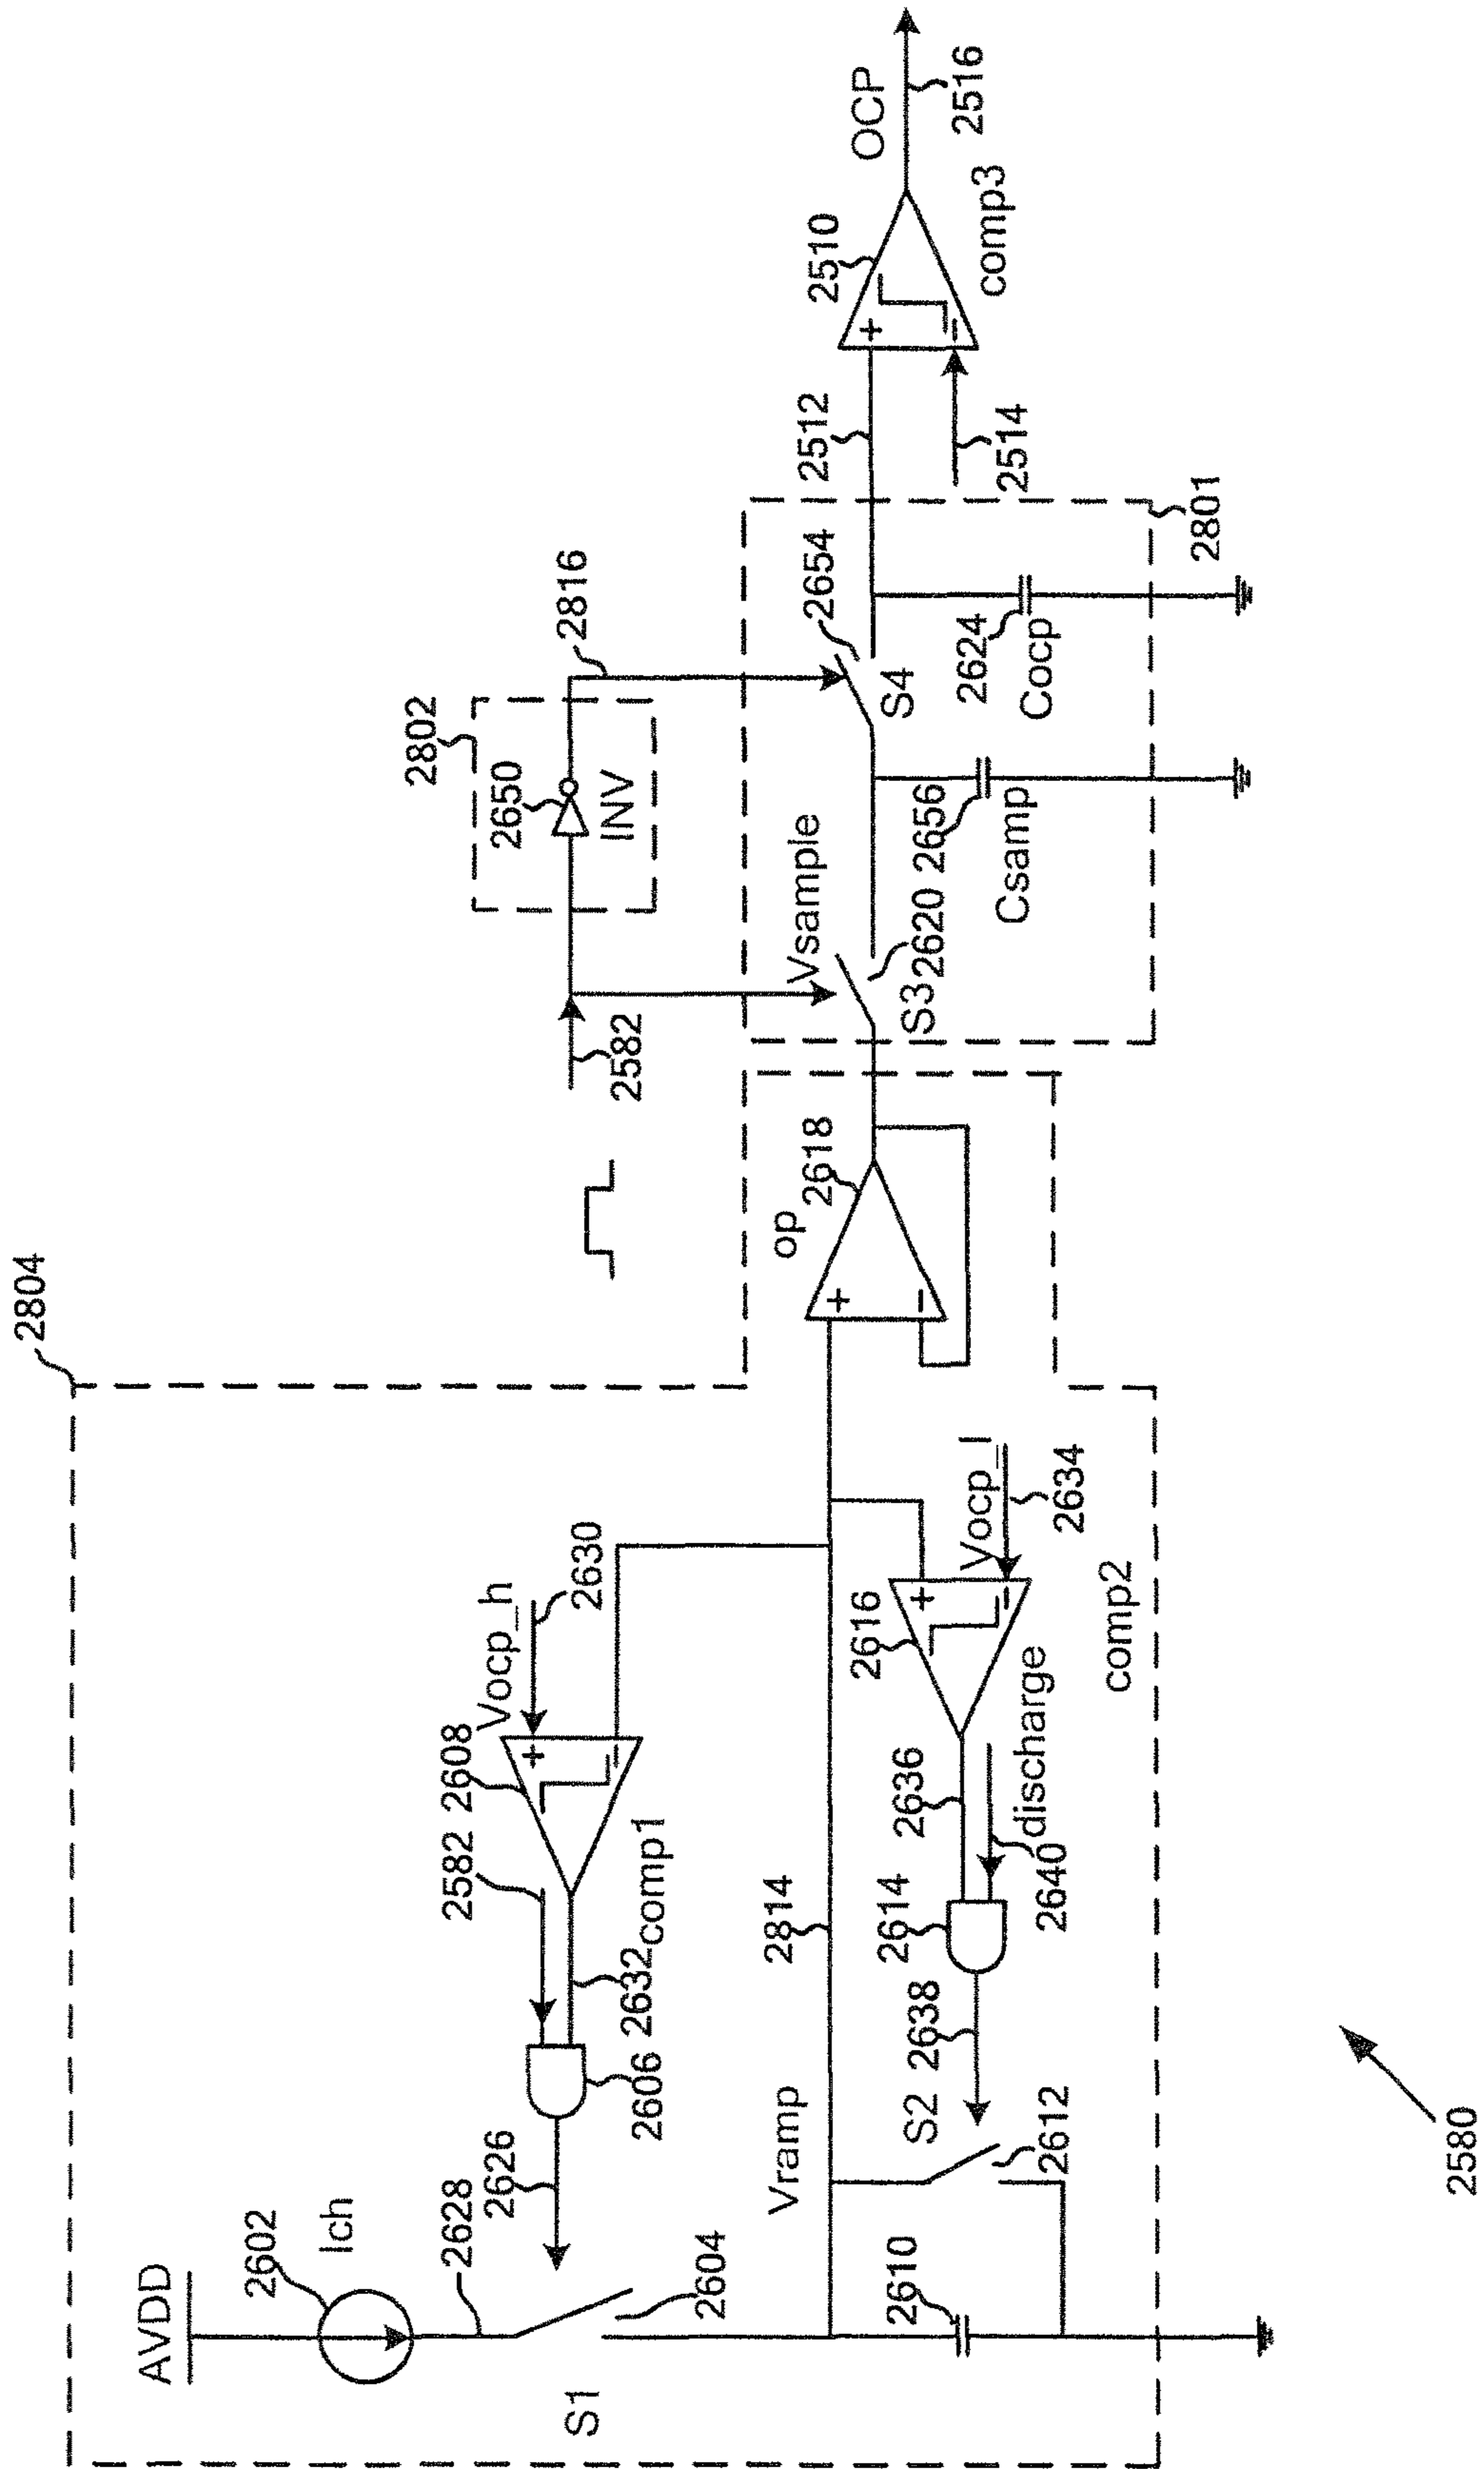 2804
AVDD
2602
Ich
2628
S1
2604
2626
2606
2632
comp1
2582
2608
Vocp_h
2630
Vramp
2814
2610
S2
2612
2638
2614
2636
2640
discharge
2616
Vocp_l
2634
comp2
op
2618
2582
2802
2650
INV
2816
Vsample
S3
2620
2656
Csamp
S4
2654
2624
Cocp
2801
2512
2514
2510
comp3
OCP
2516
2580
+
−
+
−
+
−
+
−